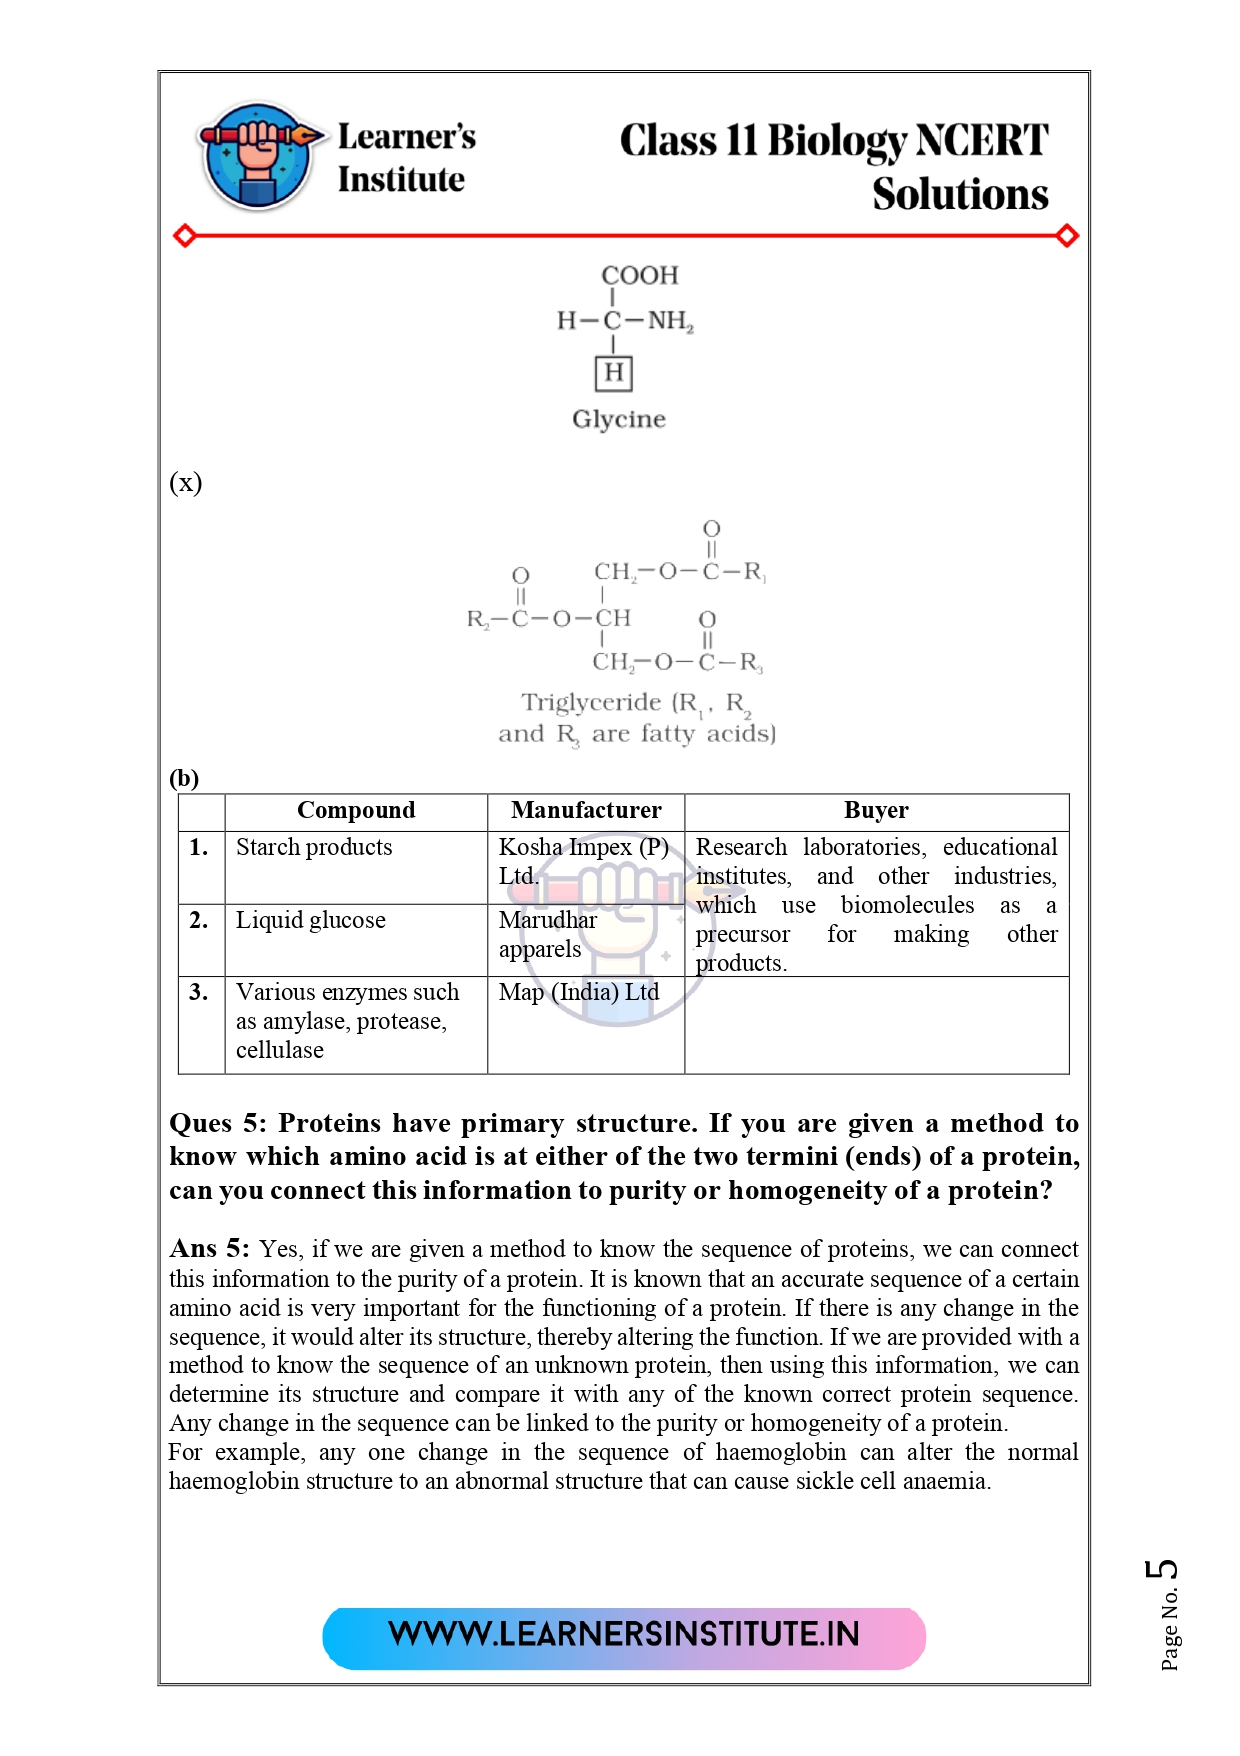 Learner's
Institute
Class 11 Biology NCERT
Solutions
COOH
|
H—C—NH₂
|
H
Glycine
(x)
O
||
CH₂—O—C—R₁
O
||
|
R₂—C—O—CH
O
|
||
CH₂—O—C—R₃
Triglyceride (R₁, R₂
and R₃ are fatty acids)
(b)
Compound Manufacturer Buyer
1. Starch products Kosha Impex (P) Ltd. Research laboratories, educational
institutes, and other industries,
which use biomolecules as a
2. Liquid glucose Marudhar apparels precursor for making other
products.
3. Various enzymes such Map (India) Ltd
as amylase, protease,
cellulase
Ques 5: Proteins have primary structure. If you are given a method to
know which amino acid is at either of the two termini (ends) of a protein,
can you connect this information to purity or homogeneity of a protein?
Ans 5: Yes, if we are given a method to know the sequence of proteins, we can connect
this information to the purity of a protein. It is known that an accurate sequence of a certain
amino acid is very important for the functioning of a protein. If there is any change in the
sequence, it would alter its structure, thereby altering the function. If we are provided with a
method to know the sequence of an unknown protein, then using this information, we can
determine its structure and compare it with any of the known correct protein sequence.
Any change in the sequence can be linked to the purity or homogeneity of a protein.
For example, any one change in the sequence of haemoglobin can alter the normal
haemoglobin structure to an abnormal structure that can cause sickle cell anaemia.
WWW.LEARNERSINSTITUTE.IN
Page No. 5